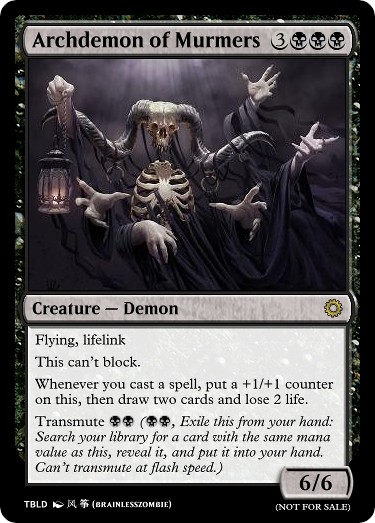 Archdemon of Murmers 3
Creature — Demon
Flying, lifelink
This can't block.
Whenever you cast a spell, put a +1/+1 counter
on this, then draw two cards and lose 2 life.
Transmute (, Exile this from your hand:
Search your library for a card with the same mana
value as this, reveal it, and put it into your hand.
Can't transmute at flash speed.)
6/6
TBLD (BRAINLESSZOMBIE)
(NOT FOR SALE)